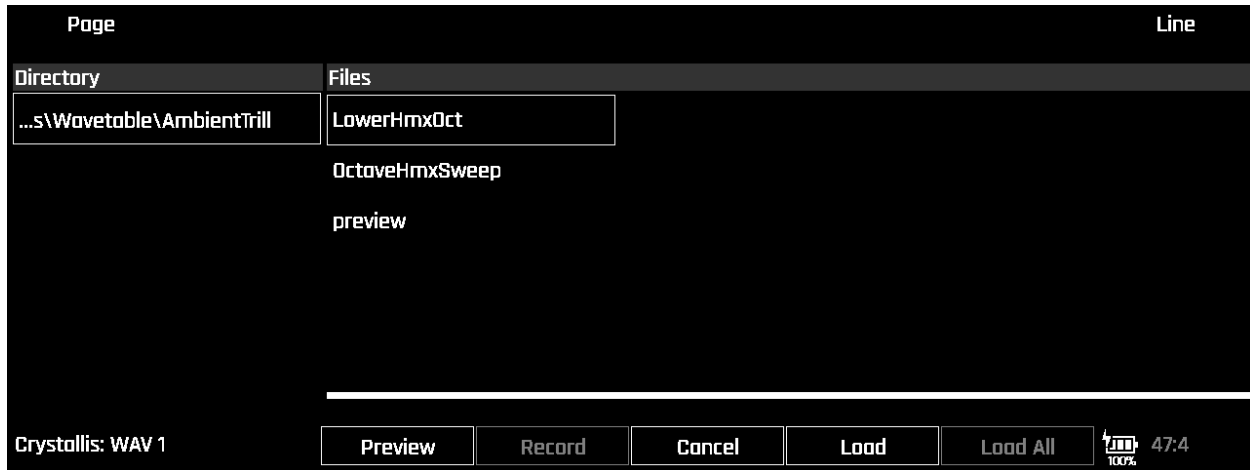 Page Line
Directory Files
...s\Wavetable\AmbientTrill LowerHmxOct
OctaveHmxSweep
preview
Crystallis: WAV 1 Preview Record Cancel Load Load All 100% 47:4